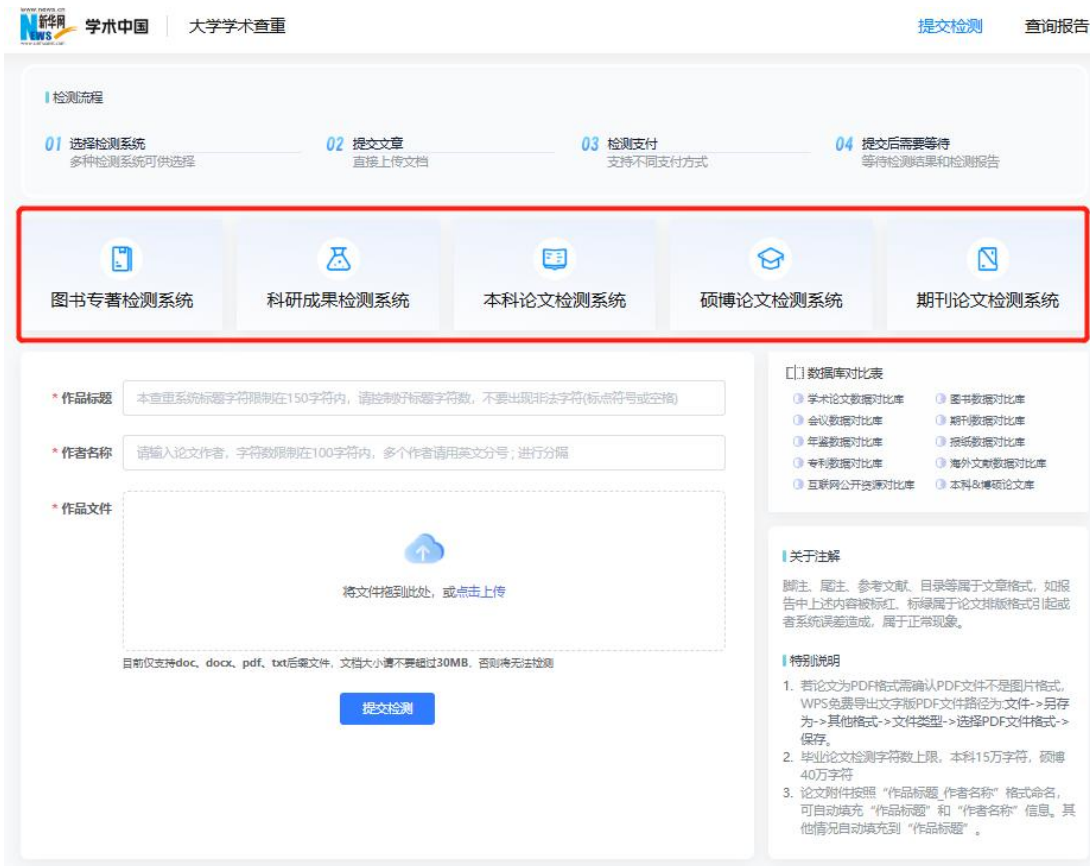 www.news.cn
新华网
NEWS
学术中国
大学学术查重
提交检测
查询报告
检测流程
01 选择检测系统
多种检测系统可供选择
02 提交文章
直接上传文档
03 检测支付
支持不同支付方式
04 提交后需要等待
等待检测结果和检测报告
图书专著检测系统
科研成果检测系统
本科论文检测系统
硕博论文检测系统
期刊论文检测系统
* 作品标题
本查重系统标题字符限制在150字符内，请控制好标题字符数，不要出现非法字符(标点符号或空格)
* 作者名称
请输入论文作者，字符数限制在100字符内，多个作者请用英文分号 ; 进行分隔
* 作品文件
将文件拖到此处，或点击上传
目前仅支持doc、docx、pdf、txt后缀文件，文档大小请不要超过30MB，否则将无法检测
提交检测
数据库对比表
学术论文数据对比库
图书数据对比库
会议数据对比库
期刊数据对比库
年鉴数据对比库
报纸数据对比库
专利数据对比库
海外文献数据对比库
互联网公开资源对比库
本科&博硕论文库
关于注解
脚注、尾注、参考文献、目录等属于文章格式，如报
告中上述内容被标红、标绿属于论文排版格式引起或
者系统误差造成，属于正常现象。
特别说明
1. 若论文为PDF格式需确认PDF文件不是图片格式，
WPS免费导出文字版PDF文件路径为:文件->另存
为->其他格式->文件类型->选择PDF文件格式->
保存。
2. 毕业论文检测字符数上限，本科15万字符，硕博
40万字符
3. 论文附件按照“作品标题_作者名称”格式命名，
可自动填充“作品标题”和“作者名称”信息。其
他情况自动填充到“作品标题”。